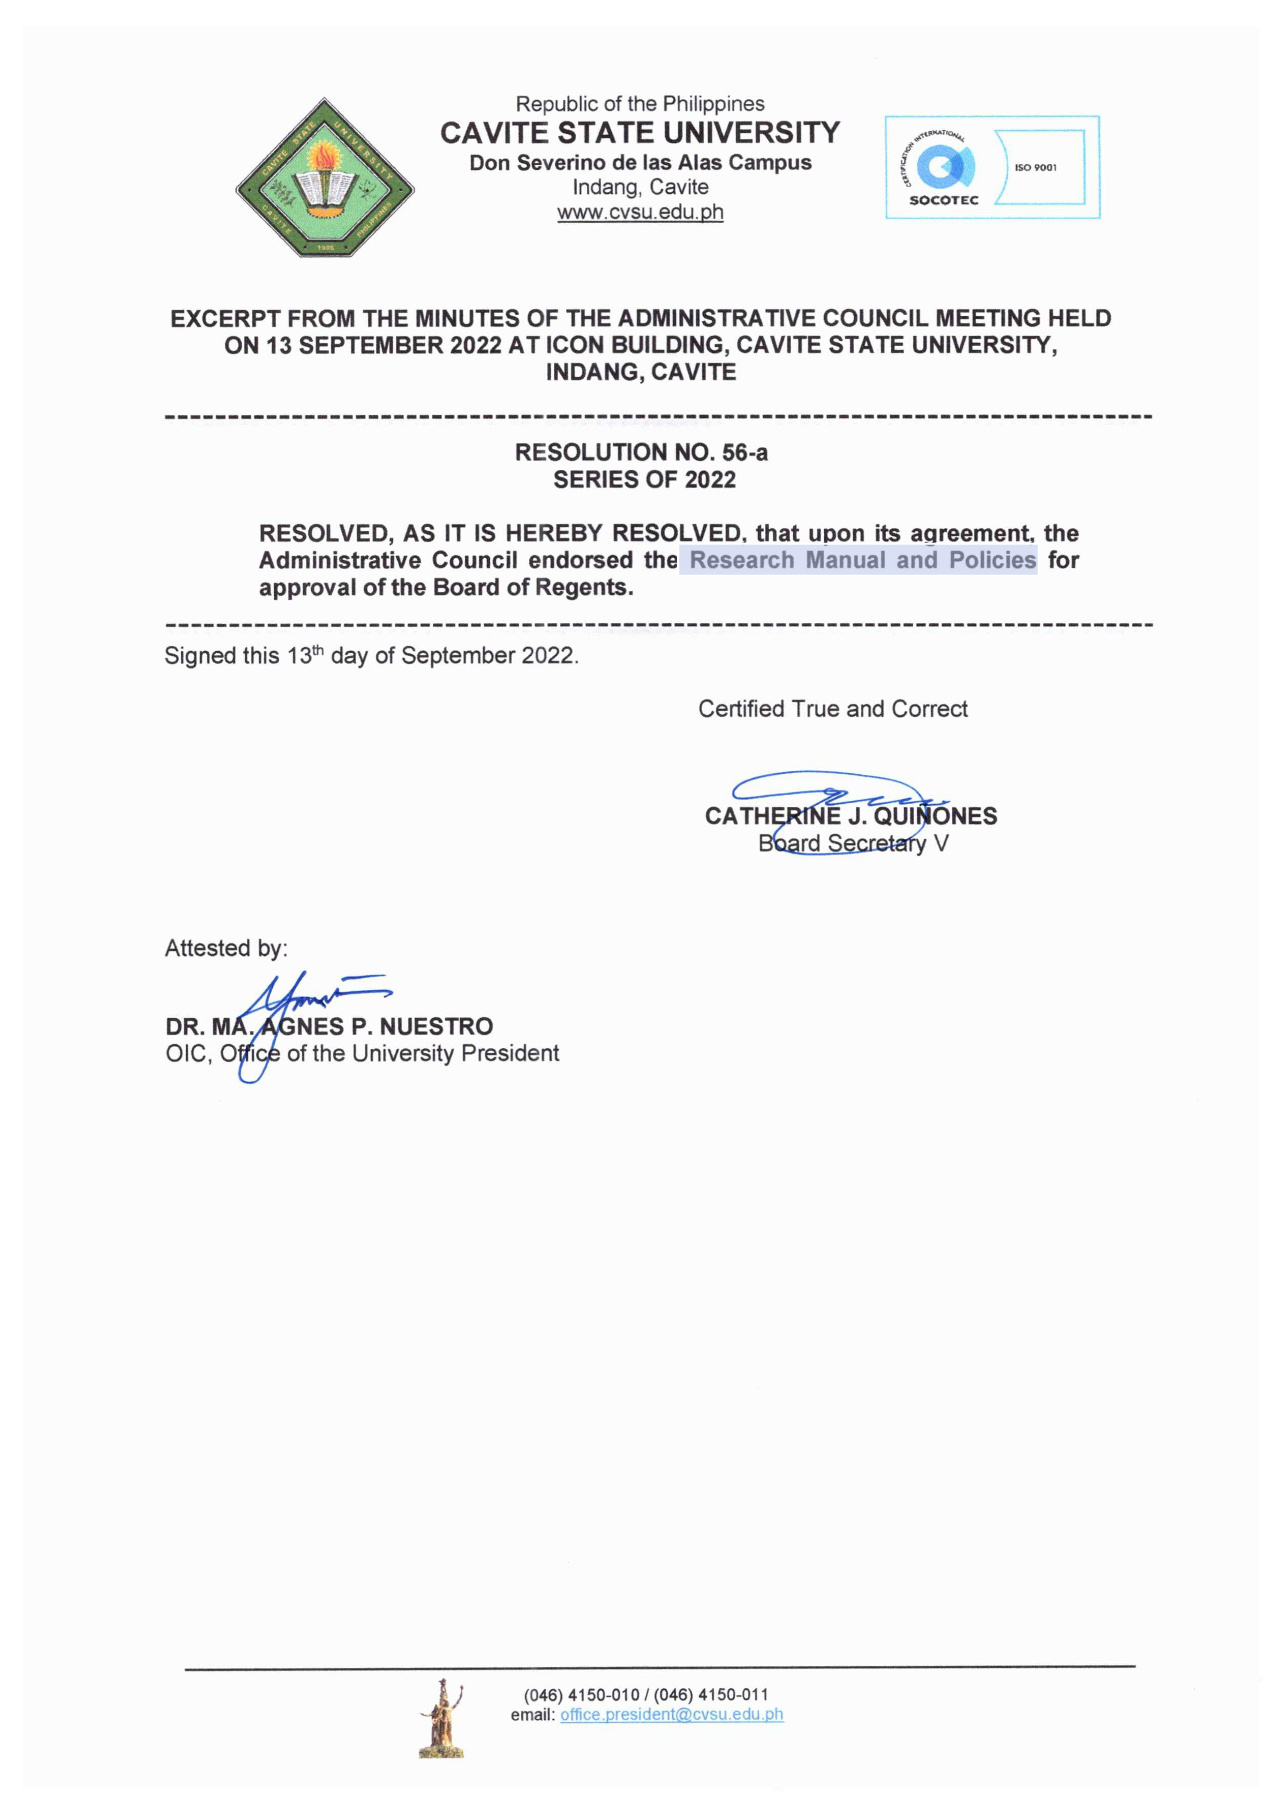 Republic of the Philippines
CAVITE STATE UNIVERSITY
Don Severino de las Alas Campus
Indang, Cavite
www.cvsu.edu.ph
CAVITE STATE UNIVERSITY
CAVITE PHILIPPINES
1906
CERTIFICATION INTERNATIONAL
SOCOTEC
ISO 9001
EXCERPT FROM THE MINUTES OF THE ADMINISTRATIVE COUNCIL MEETING HELD
ON 13 SEPTEMBER 2022 AT ICON BUILDING, CAVITE STATE UNIVERSITY,
INDANG, CAVITE
RESOLUTION NO. 56-a
SERIES OF 2022
RESOLVED, AS IT IS HEREBY RESOLVED, that upon its agreement, the
Administrative Council endorsed the Research Manual and Policies for
approval of the Board of Regents.
Signed this 13th day of September 2022.
Certified True and Correct
CATHERINE J. QUIÑONES
Board Secretary V
Attested by:
DR. MA. AGNES P. NUESTRO
OIC, Office of the University President
(046) 4150-010 / (046) 4150-011
email: office.president@cvsu.edu.ph